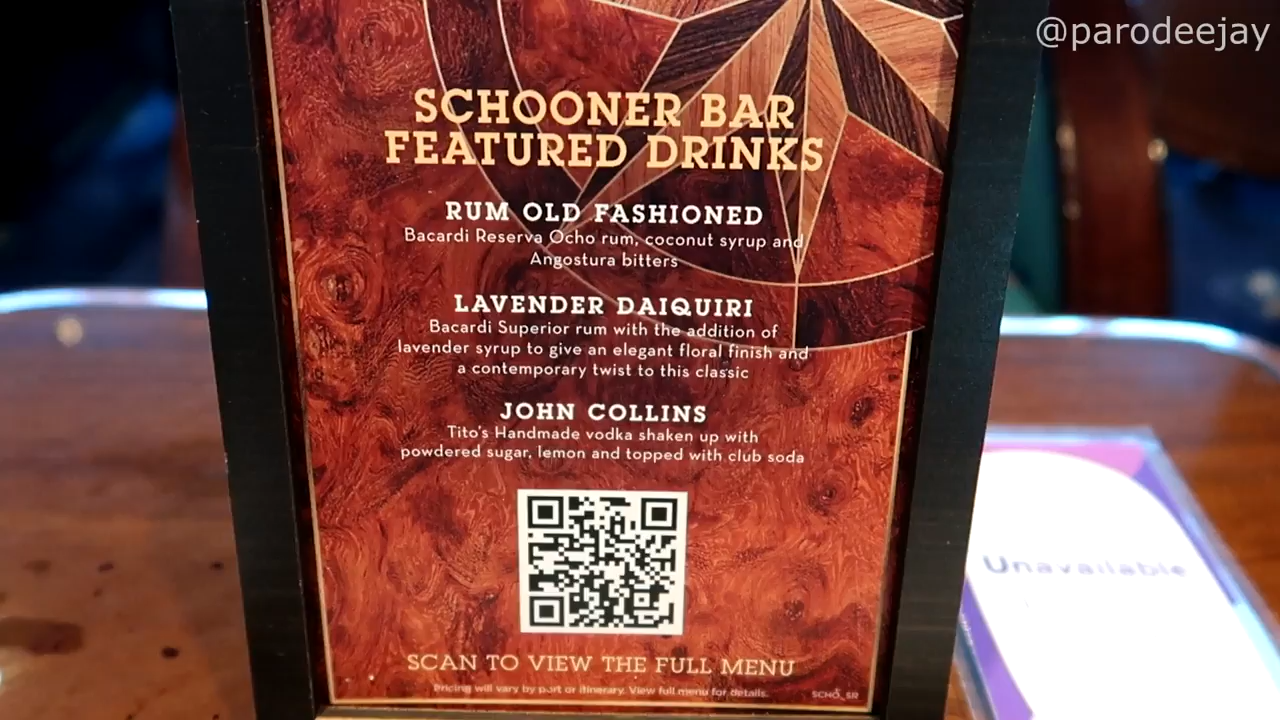 @parodeejay
SCHOONER BAR
FEATURED DRINKS
RUM OLD FASHIONED
Bacardi Reserva Ocho rum, coconut syrup and
Angostura bitters
LAVENDER DAIQUIRI
Bacardi Superior rum with the addition of
lavender syrup to give an elegant floral finish and
a contemporary twist to this classic
JOHN COLLINS
Tito's Handmade vodka shaken up with
powdered sugar, lemon and topped with club soda
SCAN TO VIEW THE FULL MENU
Pricing will vary by port or itinerary. View full menu for details.
SCHO_SR
Unavailable